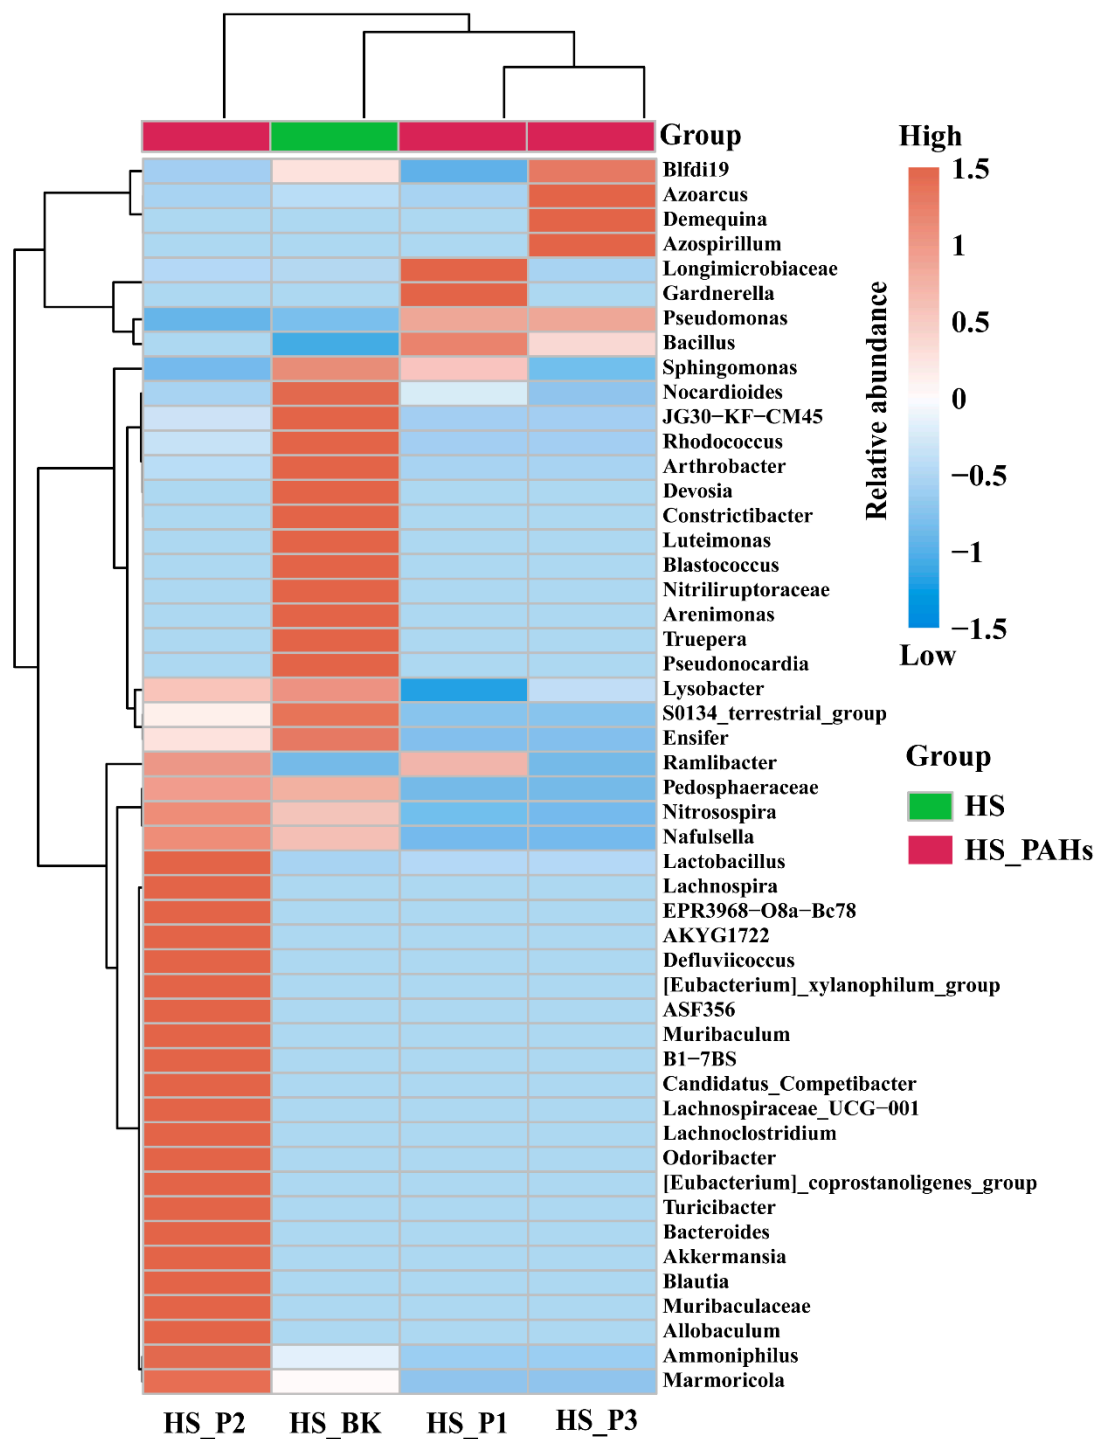 Group
Blfdi19
Azoarcus
Demequina
Azospirillum
Longimicrobiaceae
Gardnerella
Pseudomonas
Bacillus
Sphingomonas
Nocardioides
JG30−KF−CM45
Rhodococcus
Arthrobacter
Devosia
Constrictibacter
Luteimonas
Blastococcus
Nitriliruptoraceae
Arenimonas
Truepera
Pseudonocardia
Lysobacter
S0134_terrestrial_group
Ensifer
Ramlibacter
Pedosphaeraceae
Nitrosospira
Nafulsella
Lactobacillus
Lachnospira
EPR3968−O8a−Bc78
AKYG1722
Defluviicoccus
[Eubacterium]_xylanophilum_group
ASF356
Muribaculum
B1−7BS
Candidatus_Competibacter
Lachnospiraceae_UCG−001
Lachnoclostridium
Odoribacter
[Eubacterium]_coprostanoligenes_group
Turicibacter
Bacteroides
Akkermansia
Blautia
Muribaculaceae
Allobaculum
Ammoniphilus
Marmoricola
HS_P2
HS_BK
HS_P1
HS_P3
High
1.5
1
0.5
0
−0.5
−1
−1.5
Low
Relative abundance
Group
HS
HS_PAHs